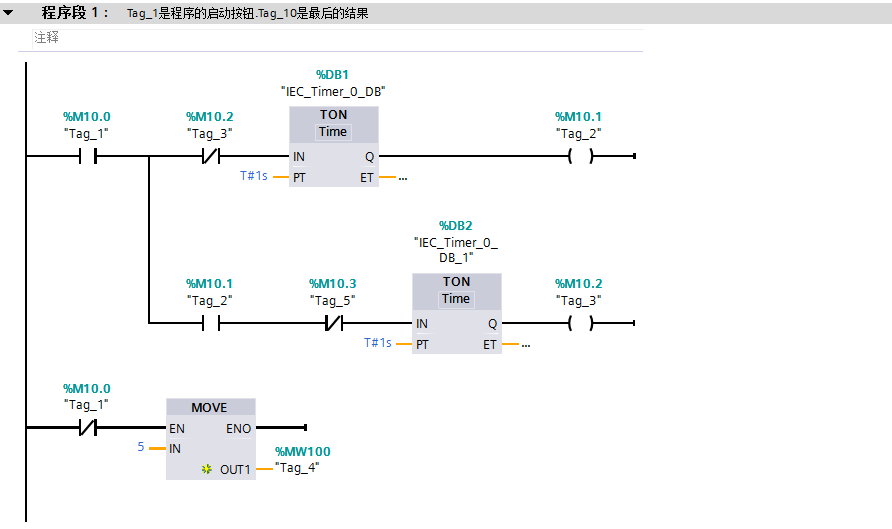 程序段 1： Tag_1是程序的启动按钮.Tag_10是最后的结果
注释
%DB1
"IEC_Timer_0_DB"
%M10.0 %M10.2 TON %M10.1
"Tag_1" "Tag_3" Time "Tag_2"
IN Q
T#1s PT ET ...
%DB2
"IEC_Timer_0_
DB_1"
%M10.1 %M10.3 TON %M10.2
"Tag_2" "Tag_5" Time "Tag_3"
IN Q
T#1s PT ET ...
%M10.0
"Tag_1" MOVE
EN ENO
5 IN
%MW100
OUT1 "Tag_4"